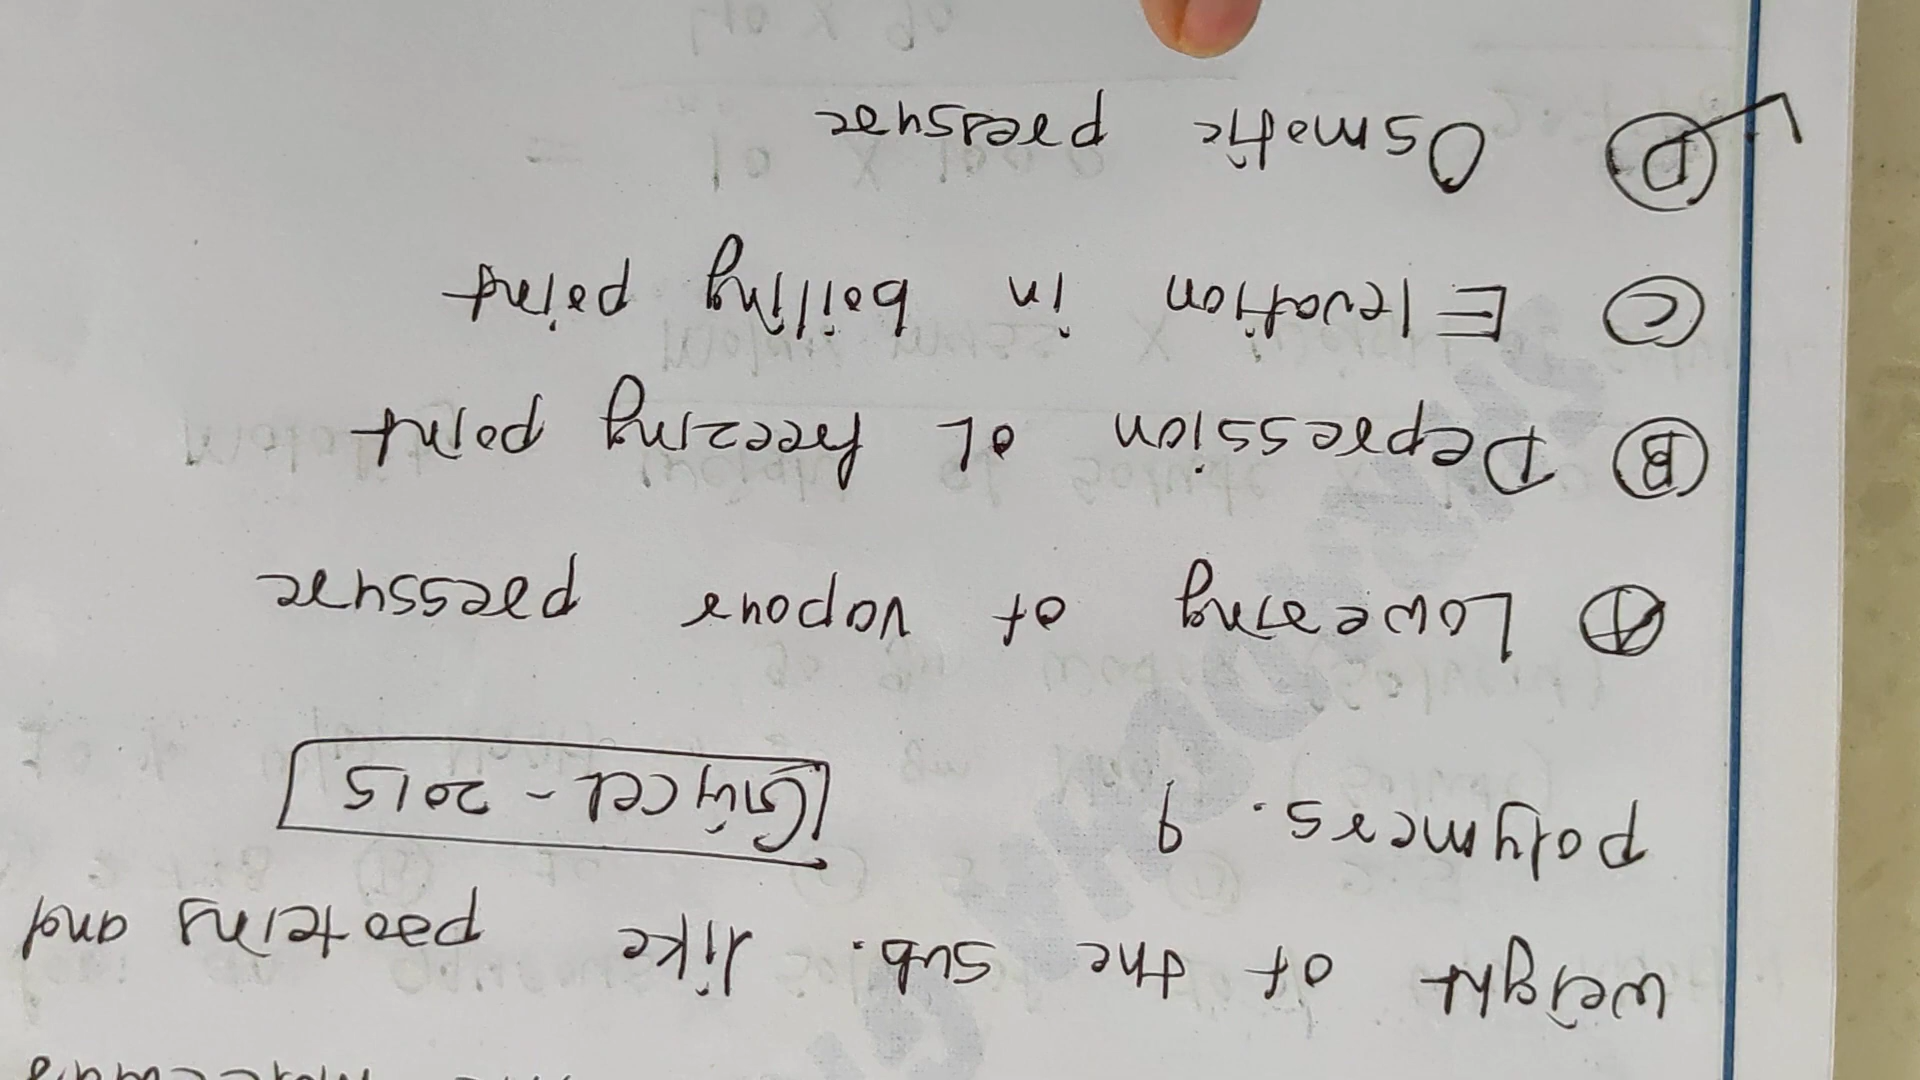 weight of the sub. like proteins and
polymers. ?
GUJCET - 2015
A Lowering of vapour pressure
B Depression of freezing point
C Elevation in boiling point
D Osmotic pressure